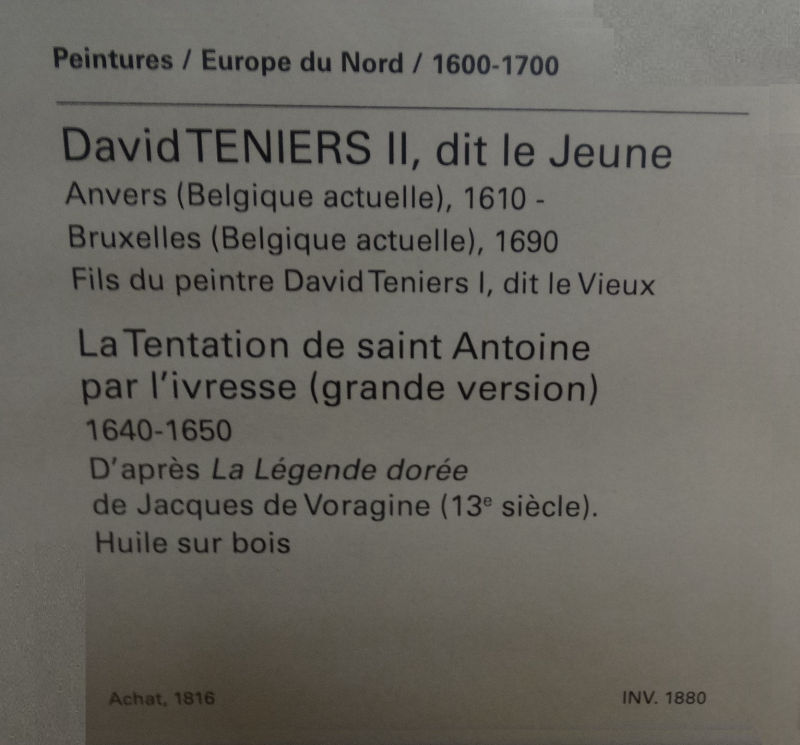 Peintures / Europe du Nord / 1600-1700
David TENIERS II, dit le Jeune
Anvers (Belgique actuelle), 1610 -
Bruxelles (Belgique actuelle), 1690
Fils du peintre David Teniers I, dit le Vieux
La Tentation de saint Antoine
par l'ivresse (grande version)
1640-1650
D'après La Légende dorée
de Jacques de Voragine (13e siècle).
Huile sur bois
Achat, 1816 INV. 1880